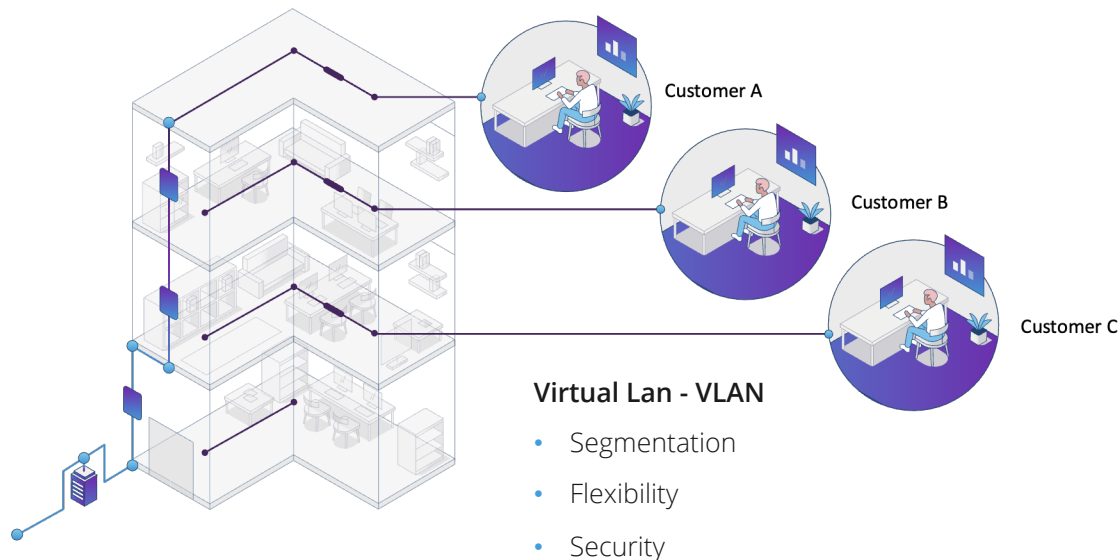 Customer A
Customer B
Customer C
Virtual Lan - VLAN
• Segmentation
• Flexibility
• Security